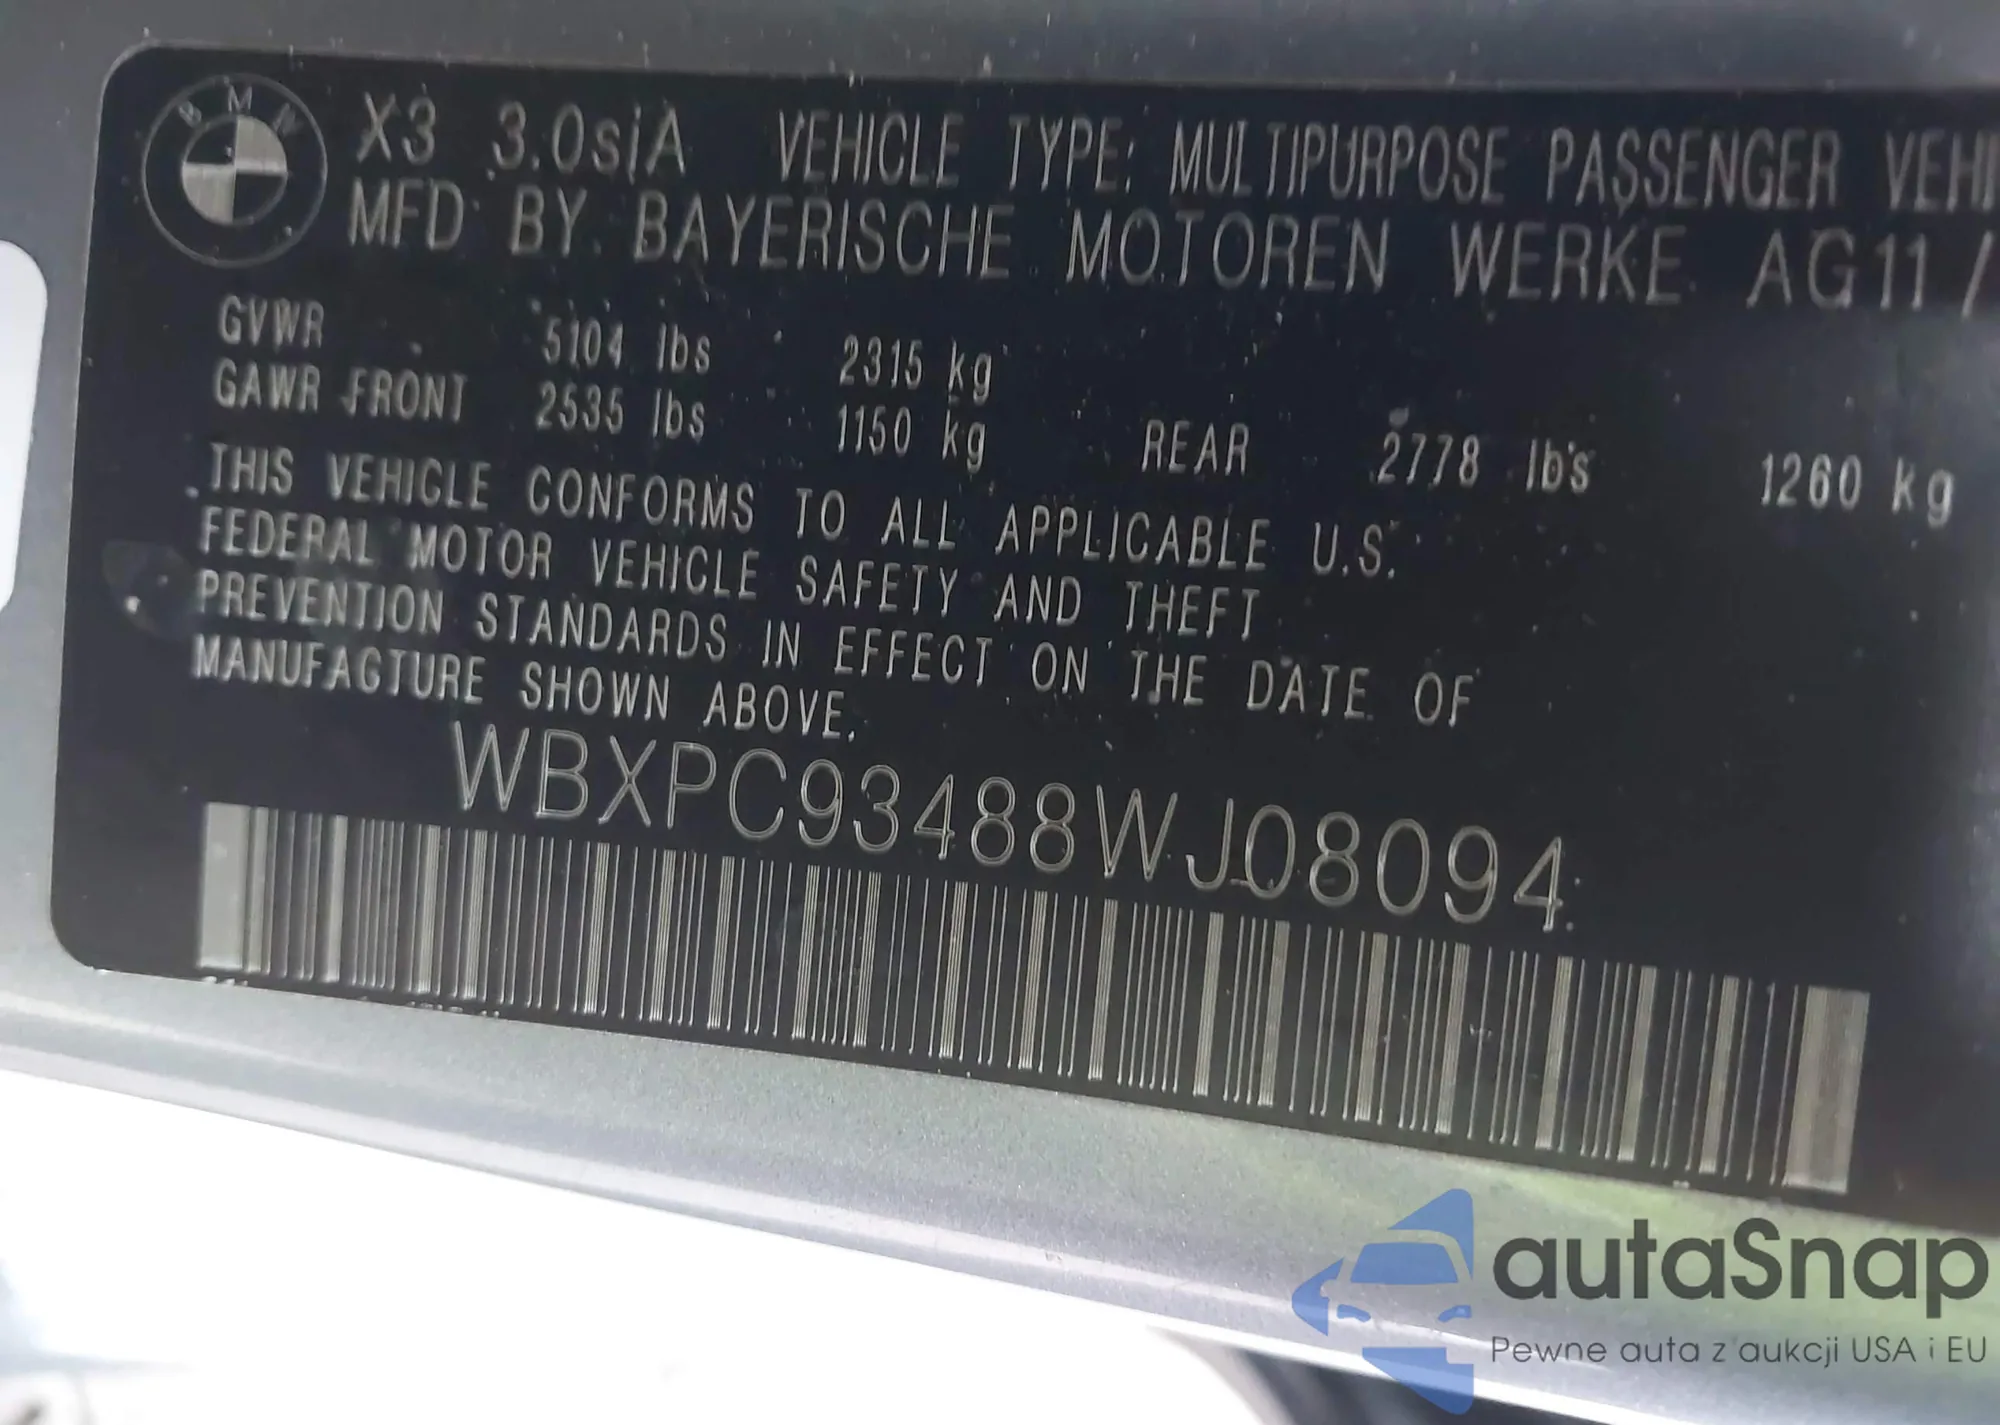 BMW
X3 3.0siA VEHICLE TYPE: MULTIPURPOSE PASSENGER VEHI
MFD BY BAYERISCHE MOTOREN WERKE AG 11/
GVWR 5104 lbs 2315 kg
GAWR FRONT 2535 lbs 1150 kg REAR 2778 lbs 1260 kg
THIS VEHICLE CONFORMS TO ALL APPLICABLE U.S.
FEDERAL MOTOR VEHICLE SAFETY AND THEFT
PREVENTION STANDARDS IN EFFECT ON THE DATE OF
MANUFACTURE SHOWN ABOVE.
WBXPC93488WJ08094
autaSnap
Pewne auta z aukcji USA i EU